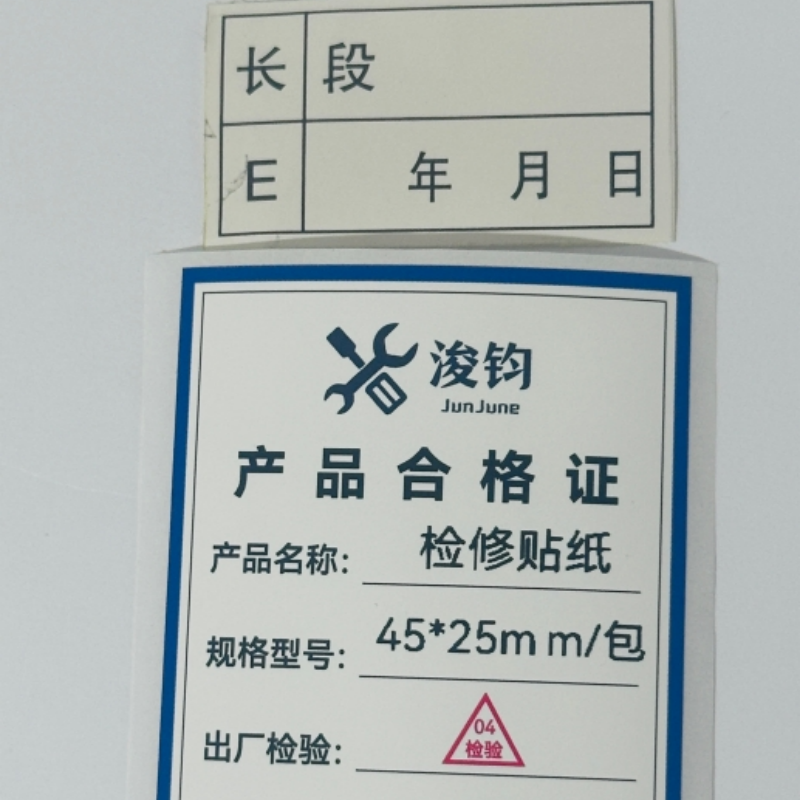 长 段
E 年 月 日
浚钧
JunJune
产品合格证
产品名称: 检修贴纸
规格型号: 45*25mm/包
出厂检验: 04
检验